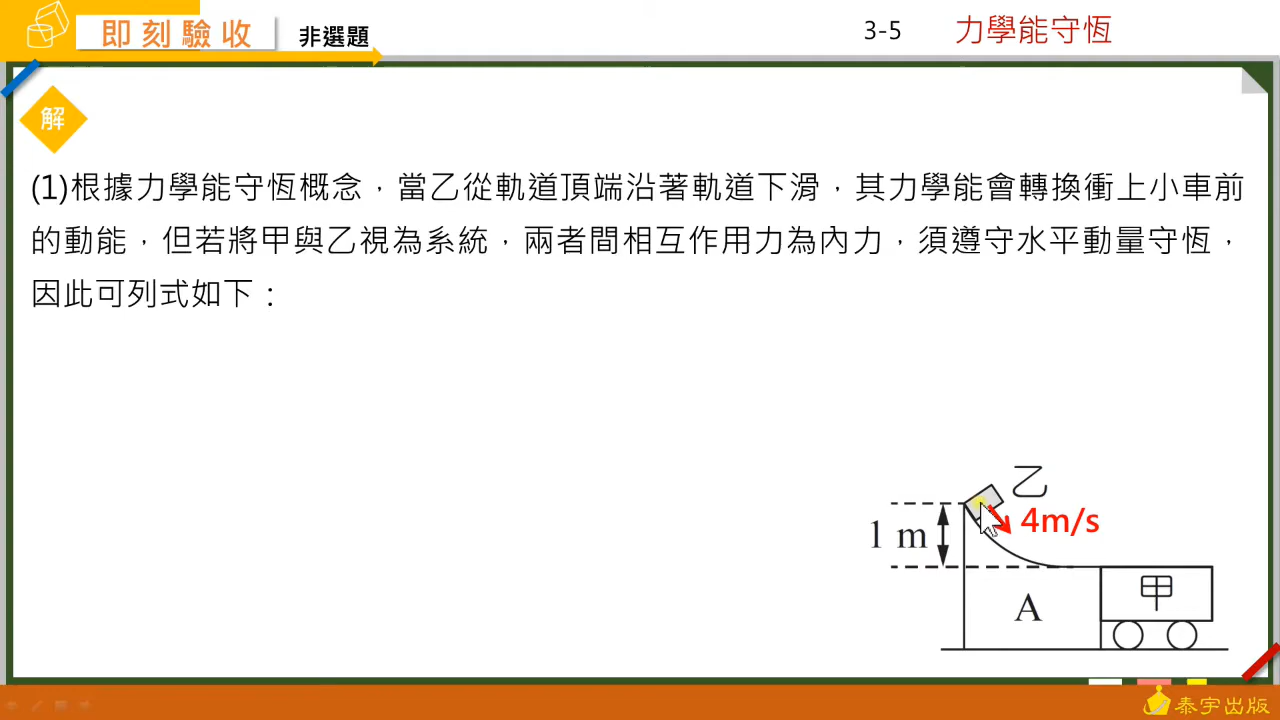 即刻驗收 非選題 3-5 力學能守恆
解
(1)根據力學能守恆概念，當乙從軌道頂端沿著軌道下滑，其力學能會轉換衝上小車前
的動能，但若將甲與乙視為系統，兩者間相互作用力為內力，須遵守水平動量守恆，
因此可列式如下：
乙
4m/s
1 m
甲
A
泰宇出版